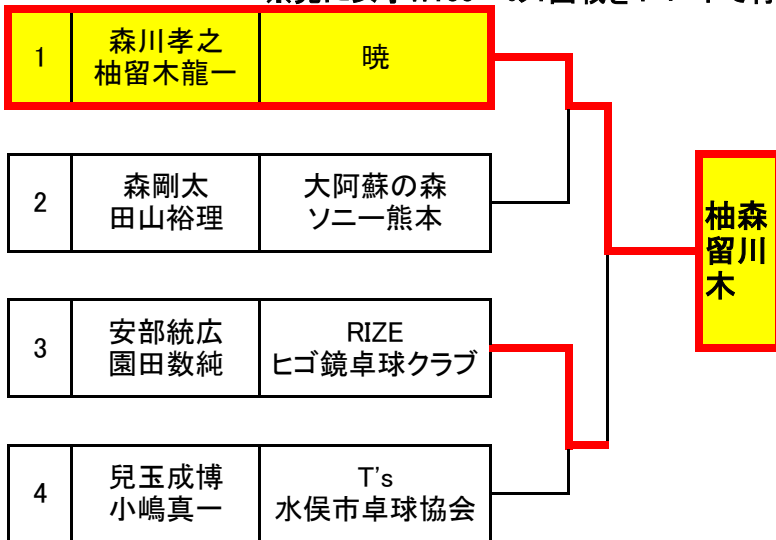 1
森川孝之
柚留木龍一
暁
2
森剛太
田山裕理
大阿蘇の森
ソニー熊本
3
安部統広
園田数純
RIZE
ヒゴ鏡卓球クラブ
4
兒玉成博
小嶋真一
T's
水俣市卓球協会
森川
柚留木